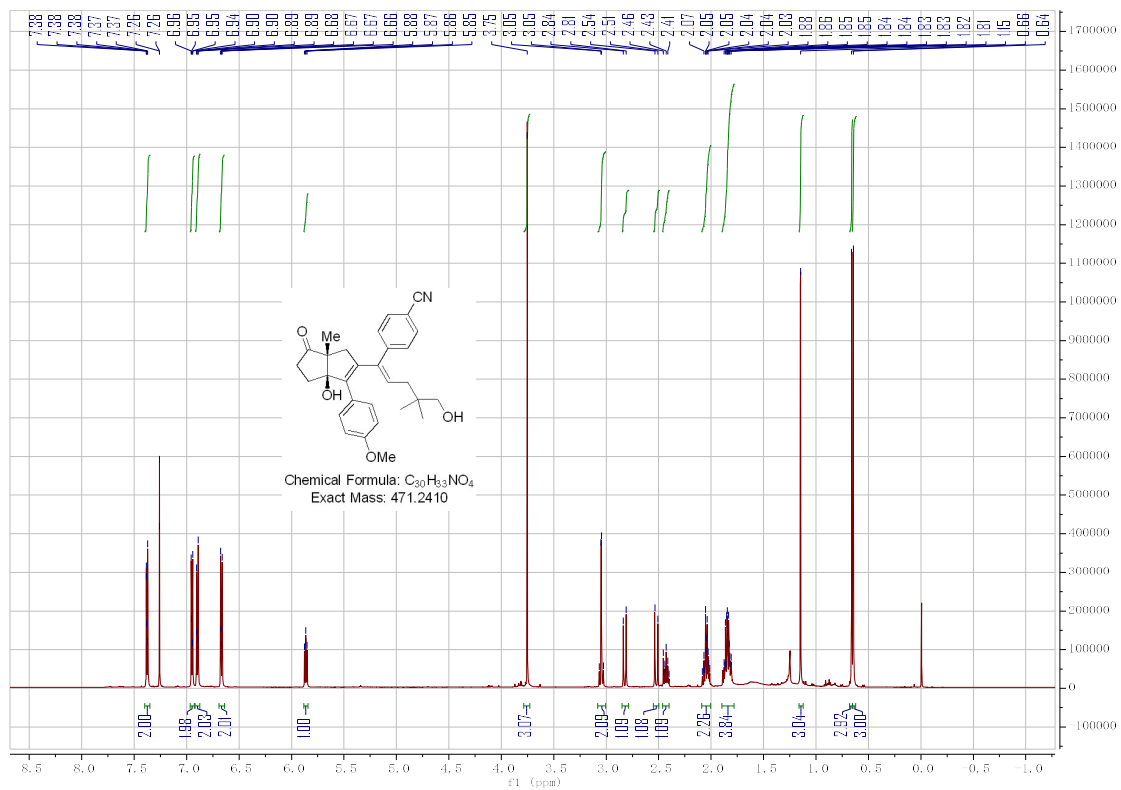 7.38 7.38 7.38 7.37 7.37 7.26 7.26 6.96 6.95 6.95 6.94 6.90 6.90 6.89 6.89 6.68 6.67 6.67 6.66 5.88 5.87 5.86 5.85 3.75 3.05 3.05 2.84 2.81 2.54 2.51 2.46 2.43 2.41 2.07 2.05 2.05 2.04 2.04 2.03 1.88 1.86 1.85 1.85 1.84 1.84 1.83 1.83 1.82 1.81 1.15 0.66 0.64
1700000
1600000
1500000
1400000
1300000
1200000
1100000
1000000
900000
800000
700000
600000
500000
400000
300000
200000
100000
0
-100000
CN
O
Me
OH
OH
OMe
Chemical Formula: C30H33NO4
Exact Mass: 471.2410
2.00 1.98 2.03 2.01 1.00 3.07 2.09 1.09 1.08 1.09 2.26 3.84 3.04 2.92 3.00
8.5 8.0 7.5 7.0 6.5 6.0 5.5 5.0 4.5 4.0 3.5 3.0 2.5 2.0 1.5 1.0 0.5 0.0 -0.5 -1.0
f1 (ppm)